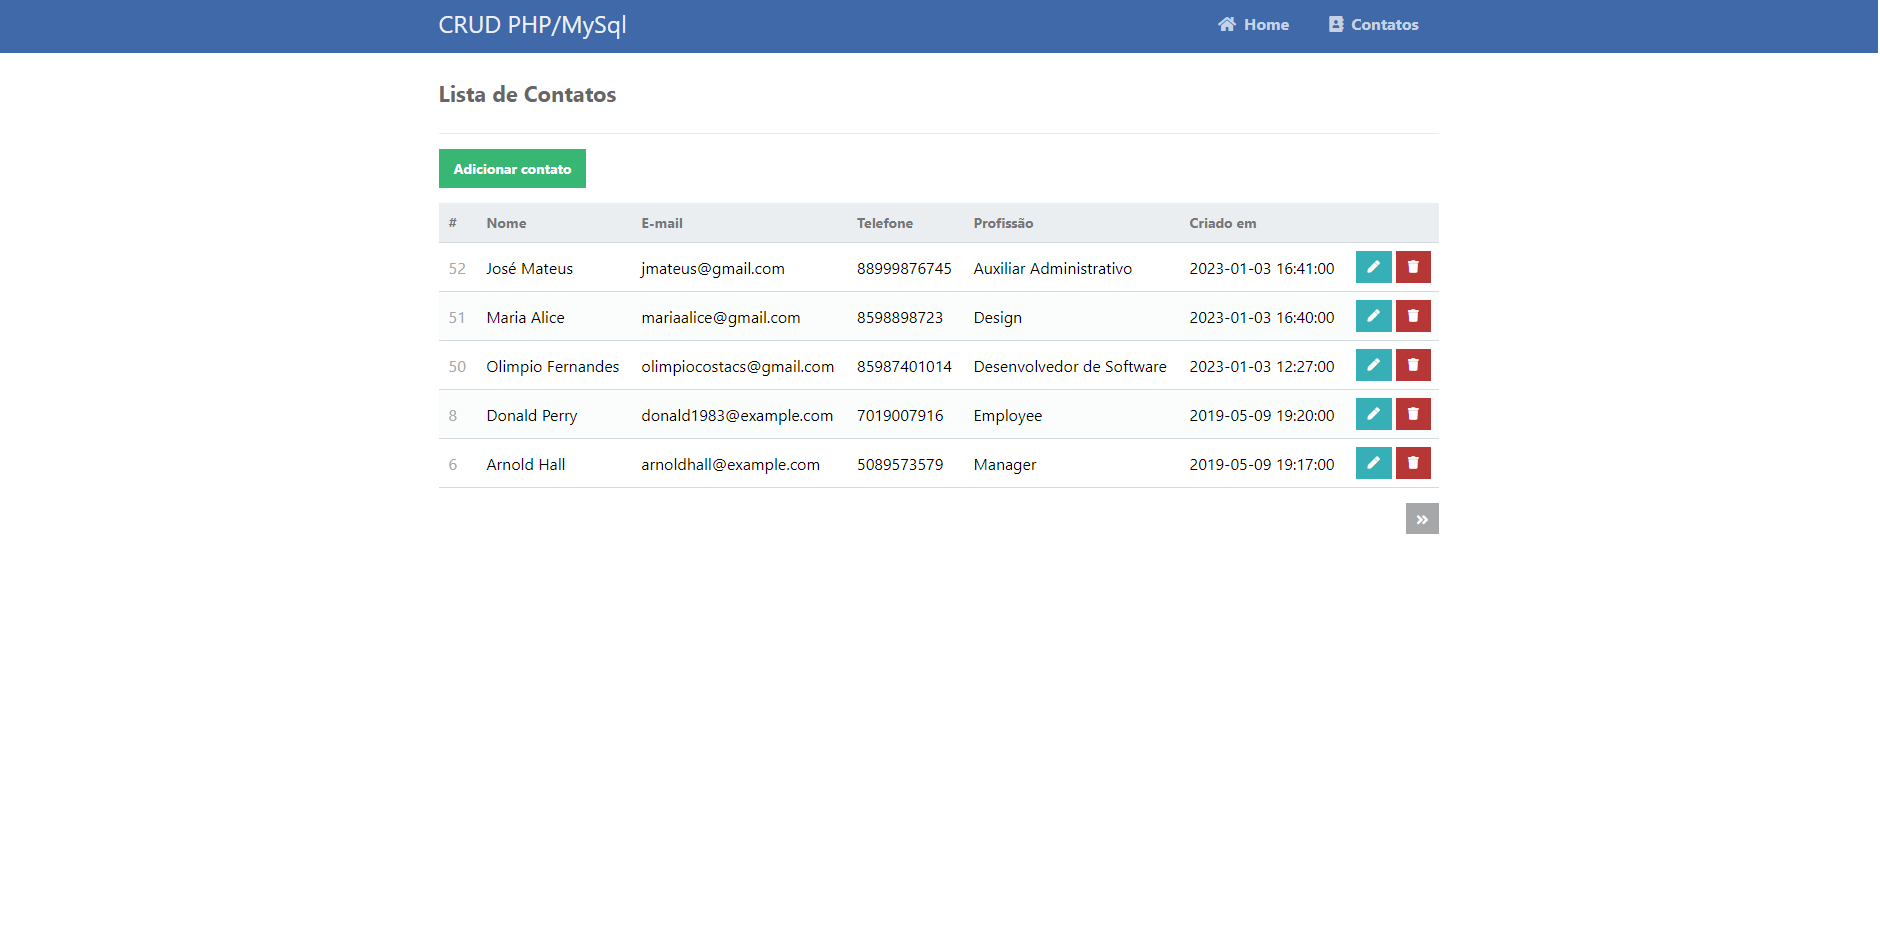 CRUD PHP/MySql Home Contatos
Lista de Contatos
Adicionar contato
# Nome E-mail Telefone Profissão Criado em
52 José Mateus jmateus@gmail.com 88999876745 Auxiliar Administrativo 2023-01-03 16:41:00
51 Maria Alice mariaalice@gmail.com 8598898723 Design 2023-01-03 16:40:00
50 Olimpio Fernandes olimpiocostacs@gmail.com 85987401014 Desenvolvedor de Software 2023-01-03 12:27:00
8 Donald Perry donald1983@example.com 7019007916 Employee 2019-05-09 19:20:00
6 Arnold Hall arnoldhall@example.com 5089573579 Manager 2019-05-09 19:17:00